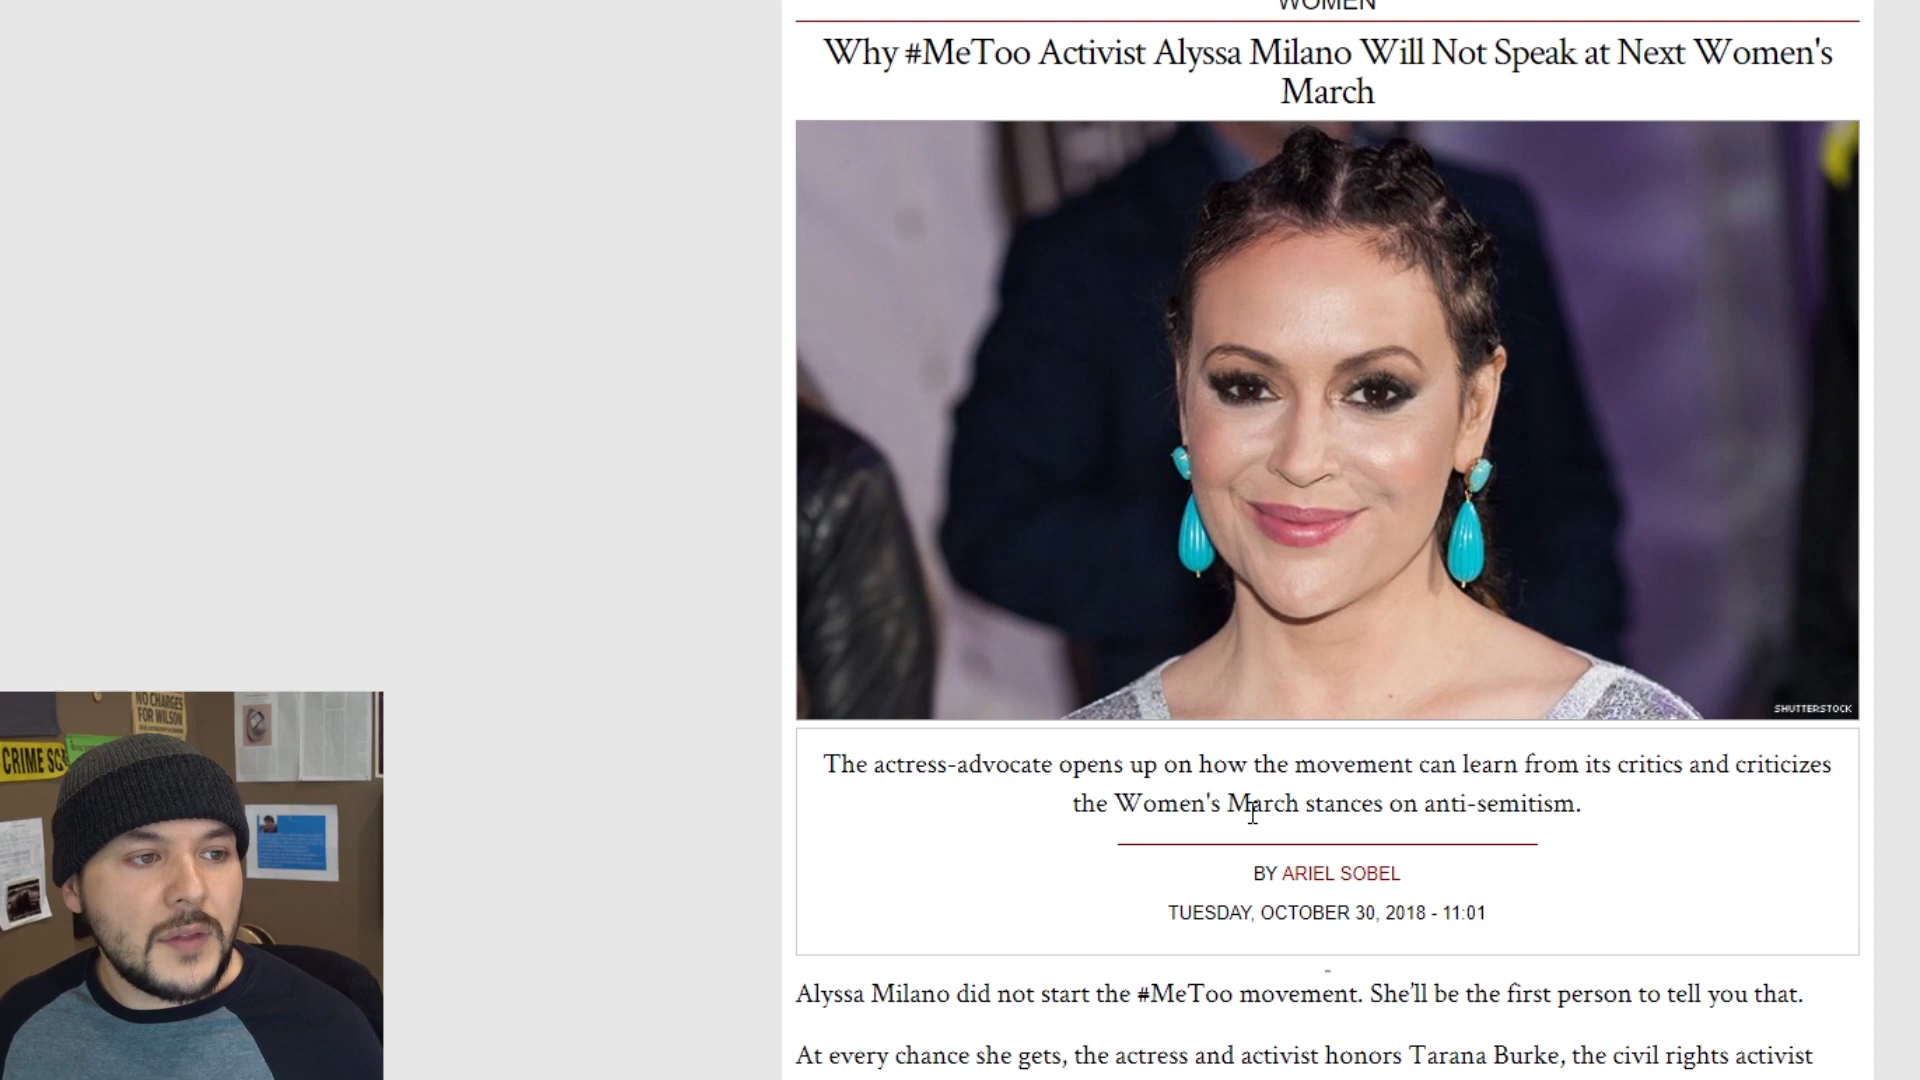 WOMEN
Why #MeToo Activist Alyssa Milano Will Not Speak at Next Women's
March
SHUTTERSTOCK
The actress-advocate opens up on how the movement can learn from its critics and criticizes
the Women's March stances on anti-semitism.
BY ARIEL SOBEL
TUESDAY, OCTOBER 30, 2018 - 11:01
Alyssa Milano did not start the #MeToo movement. She'll be the first person to tell you that.
At every chance she gets, the actress and activist honors Tarana Burke, the civil rights activist
NO CHARGES
FOR WILSON
CRIME